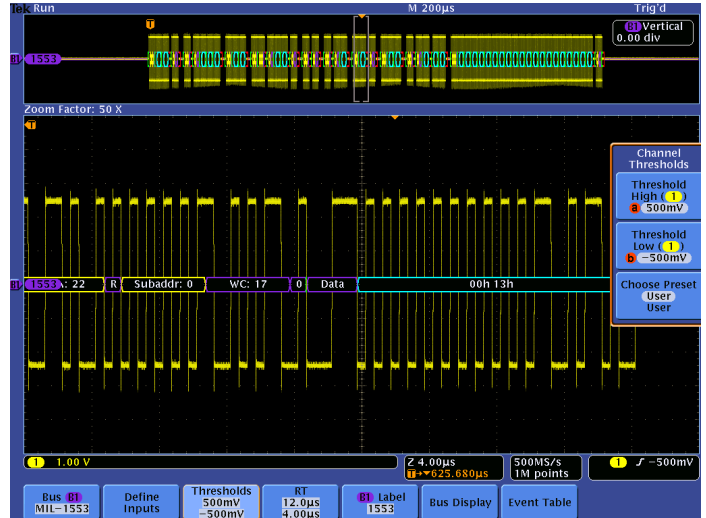 Tek Run M 200µs Trig'd
B1 Vertical
0.00 div
B1 1553
Zoom Factor: 50 X
Channel
Thresholds
Threshold
High (1)
a 500mV
Threshold
Low (1)
b −500mV
Choose Preset
User
User
B1 1553 : 22 R Subaddr: 0 WC: 17 0 Data 00h 13h
1 1.00 V
Z 4.00µs
T→▼625.680µs
500MS/s
1M points
1 ∫ −500mV
Bus B1
MIL−1553
Define
Inputs
Thresholds
500mV
−500mV
RT
12.0µs
4.00µs
B1 Label
1553
Bus Display
Event Table